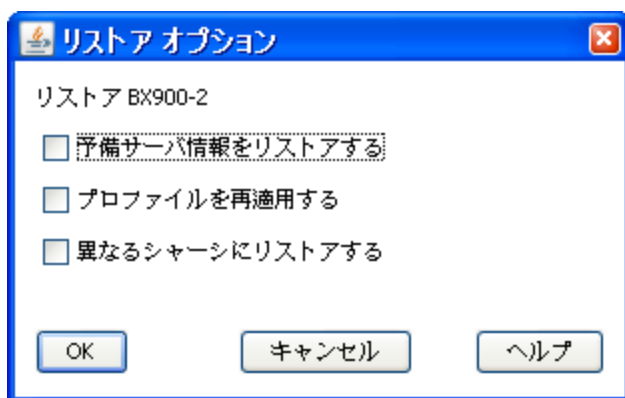 リストア オプション
リストア BX900-2
予備サーバ情報をリストアする
プロファイルを再適用する
異なるシャーシにリストアする
OK キャンセル ヘルプ